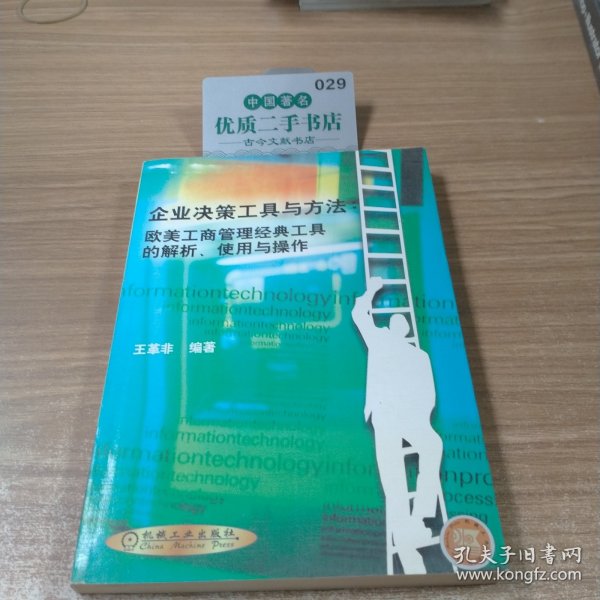 029
中国著名
优质二手书店
古今文献书店
企业决策工具与方法
欧美工商管理经典工具
的解析、使用与操作
informationtechnologyinf
informationtechnology
informationtechnology
王革非 编著
informationtechnology
informationtechnologyinfo
informationtechnology
process
机械工业出版社
China Machine Press
孔夫子旧书网
www.kongfz.com